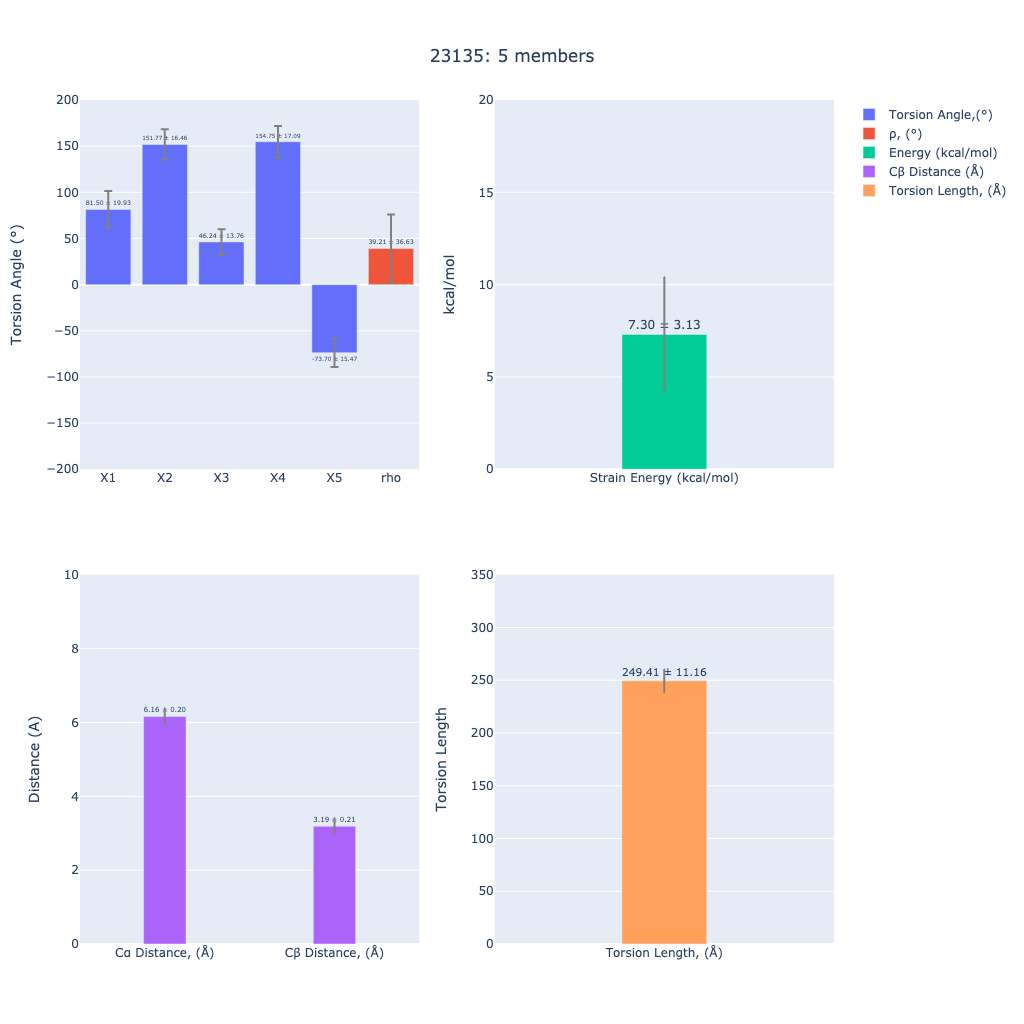 23135: 5 members
200
150
100
50
0
−50
−100
−150
−200
Torsion Angle (°)
81.50 ± 19.93
151.77 ± 16.46
46.24 ± 13.76
154.75 ± 17.09
-73.70 ± 15.47
39.21 ± 36.63
X1 X2 X3 X4 X5 rho
20
15
10
5
0
kcal/mol
7.30 ± 3.13
Strain Energy (kcal/mol)
Torsion Angle,(°)
ρ, (°)
Energy (kcal/mol)
Cβ Distance (Å)
Torsion Length, (Å)
10
8
6
4
2
0
Distance (A)
6.16 ± 0.20
3.19 ± 0.21
Cα Distance, (Å) Cβ Distance, (Å)
350
300
250
200
150
100
50
0
Torsion Length
249.41 ± 11.16
Torsion Length, (Å)